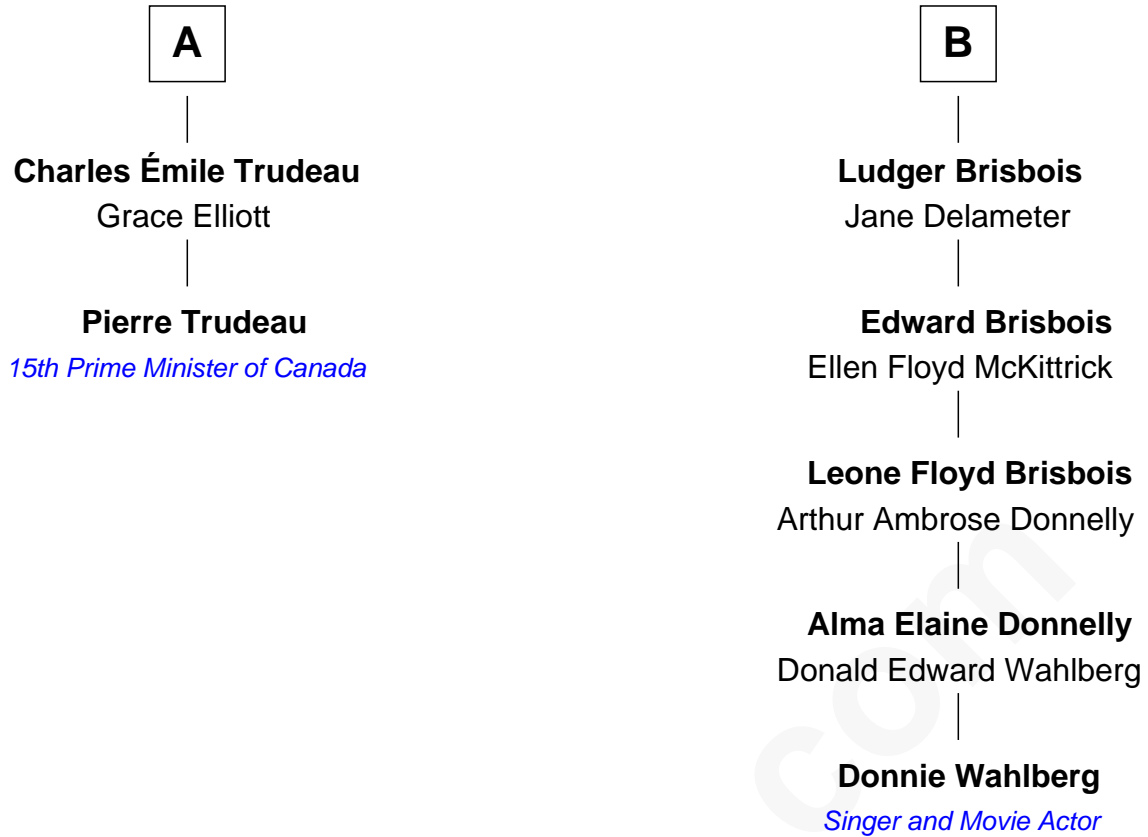 A
Charles Émile Trudeau
Grace Elliott
Pierre Trudeau
15th Prime Minister of Canada
B
Ludger Brisbois
Jane Delameter
Edward Brisbois
Ellen Floyd McKittrick
Leone Floyd Brisbois
Arthur Ambrose Donnelly
Alma Elaine Donnelly
Donald Edward Wahlberg
Donnie Wahlberg
Singer and Movie Actor
com